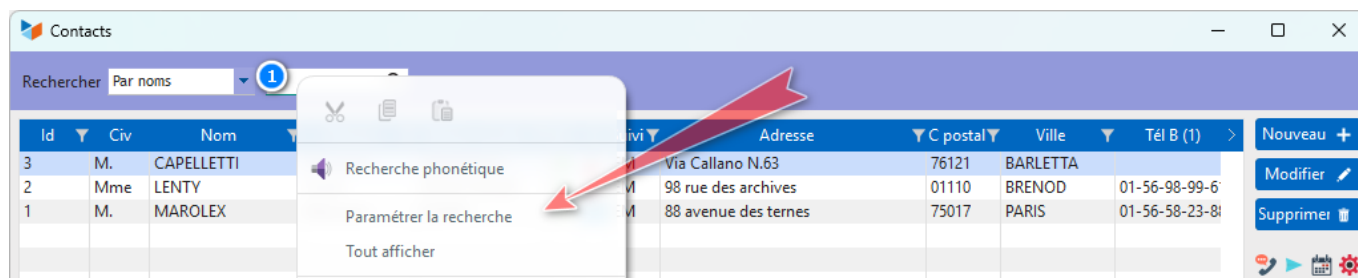 Contacts
Rechercher Par noms 1
Id Civ Nom ivi Adresse C postal Ville Tél B (1)
3 M. CAPELLETTI M Via Callano N.63 76121 BARLETTA
2 Mme LENTY M 98 rue des archives 01110 BRENOD 01-56-98-99-6
1 M. MAROLEX M 88 avenue des ternes 75017 PARIS 01-56-58-23-8
Recherche phonétique
Paramétrer la recherche
Tout afficher
Nouveau
Modifier
Supprimer